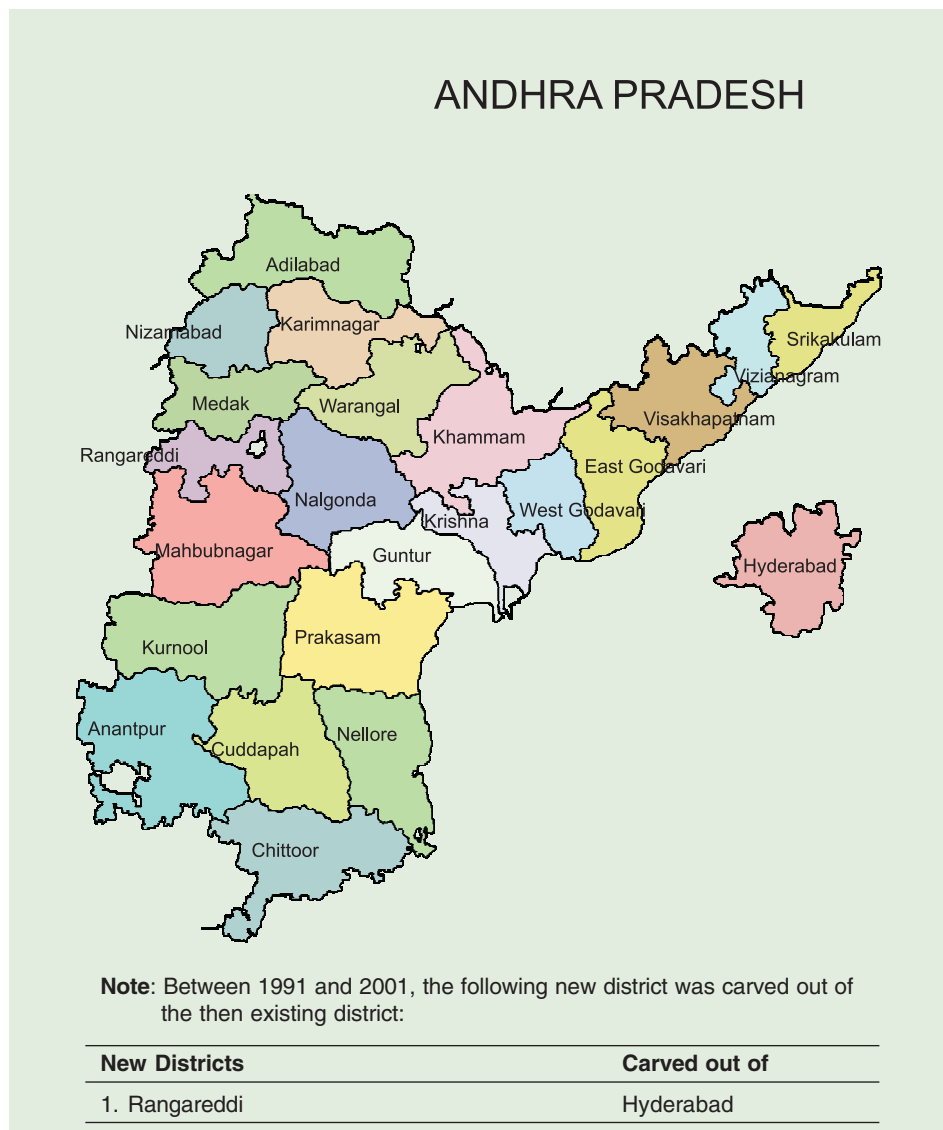 ANDHRA PRADESH
Adilabad
Nizamabad
Karimnagar
Srikakulam
Vizianagram
Medak
Warangal
Visakhapatnam
Khammam
Rangareddi
East Godavari
Nalgonda
West Godavari
Krishna
Mahbubnagar
Guntur
Hyderabad
Prakasam
Kurnool
Anantpur
Nellore
Cuddapah
Chittoor
Note: Between 1991 and 2001, the following new district was carved out of
the then existing district:
New Districts Carved out of
1. Rangareddi Hyderabad